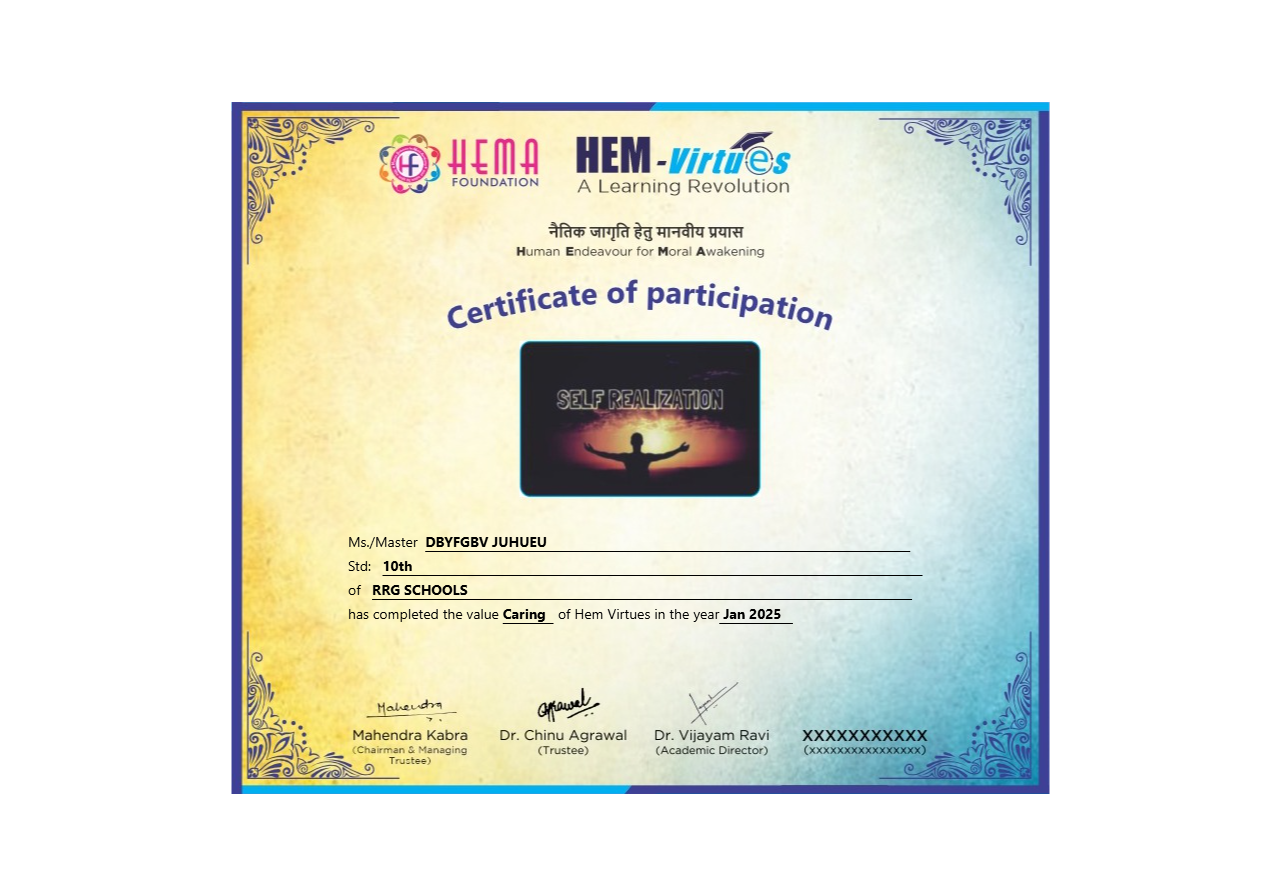 HEMA
FOUNDATION
HEM-Virtues
A Learning Revolution
नैतिक जागृति हेतु मानवीय प्रयास
Human Endeavour for Moral Awakening
Certificate of participation
SELF REALIZATION
Ms./Master DBYFGBV JUHUEU
Std: 10th
of RRG SCHOOLS
has completed the value Caring of Hem Virtues in the year Jan 2025
Mahendra
Agrawal
Mahendra Kabra
(Chairman & Managing
Trustee)
Dr. Chinu Agrawal
(Trustee)
Dr. Vijayam Ravi
(Academic Director)
XXXXXXXXXXX
(xxxxxxxxxxxxxxxx)